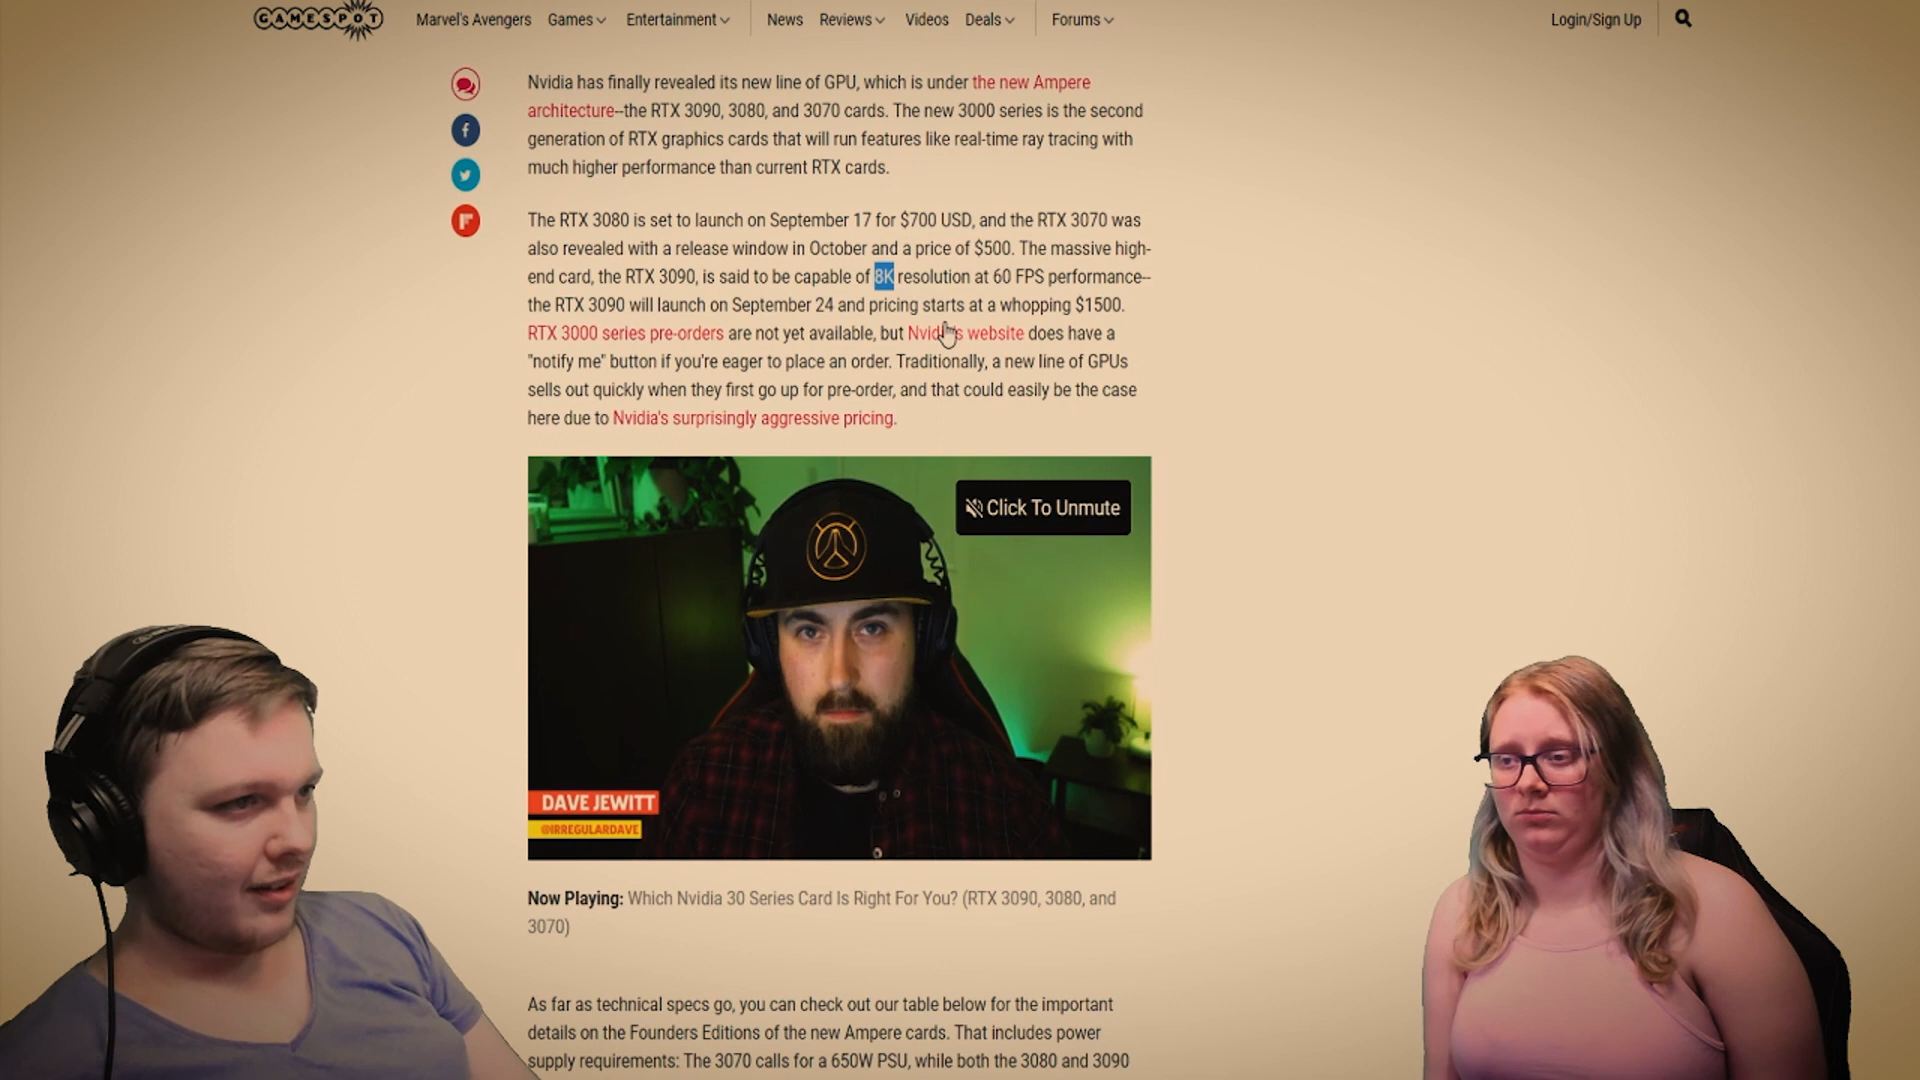 GAMESPOT Marvel's Avengers Games Entertainment News Reviews Videos Deals Forums Login/Sign Up
Nvidia has finally revealed its new line of GPU, which is under the new Ampere
architecture--the RTX 3090, 3080, and 3070 cards. The new 3000 series is the second
generation of RTX graphics cards that will run features like real-time ray tracing with
much higher performance than current RTX cards.
The RTX 3080 is set to launch on September 17 for $700 USD, and the RTX 3070 was
also revealed with a release window in October and a price of $500. The massive high-
end card, the RTX 3090, is said to be capable of 8K resolution at 60 FPS performance--
the RTX 3090 will launch on September 24 and pricing starts at a whopping $1500.
RTX 3000 series pre-orders are not yet available, but Nvidia's website does have a
"notify me" button if you're eager to place an order. Traditionally, a new line of GPUs
sells out quickly when they first go up for pre-order, and that could easily be the case
here due to Nvidia's surprisingly aggressive pricing.
Click To Unmute
DAVE JEWITT
@IRREGULARDAVE
Now Playing: Which Nvidia 30 Series Card Is Right For You? (RTX 3090, 3080, and
3070)
As far as technical specs go, you can check out our table below for the important
details on the Founders Editions of the new Ampere cards. That includes power
supply requirements: The 3070 calls for a 650W PSU, while both the 3080 and 3090